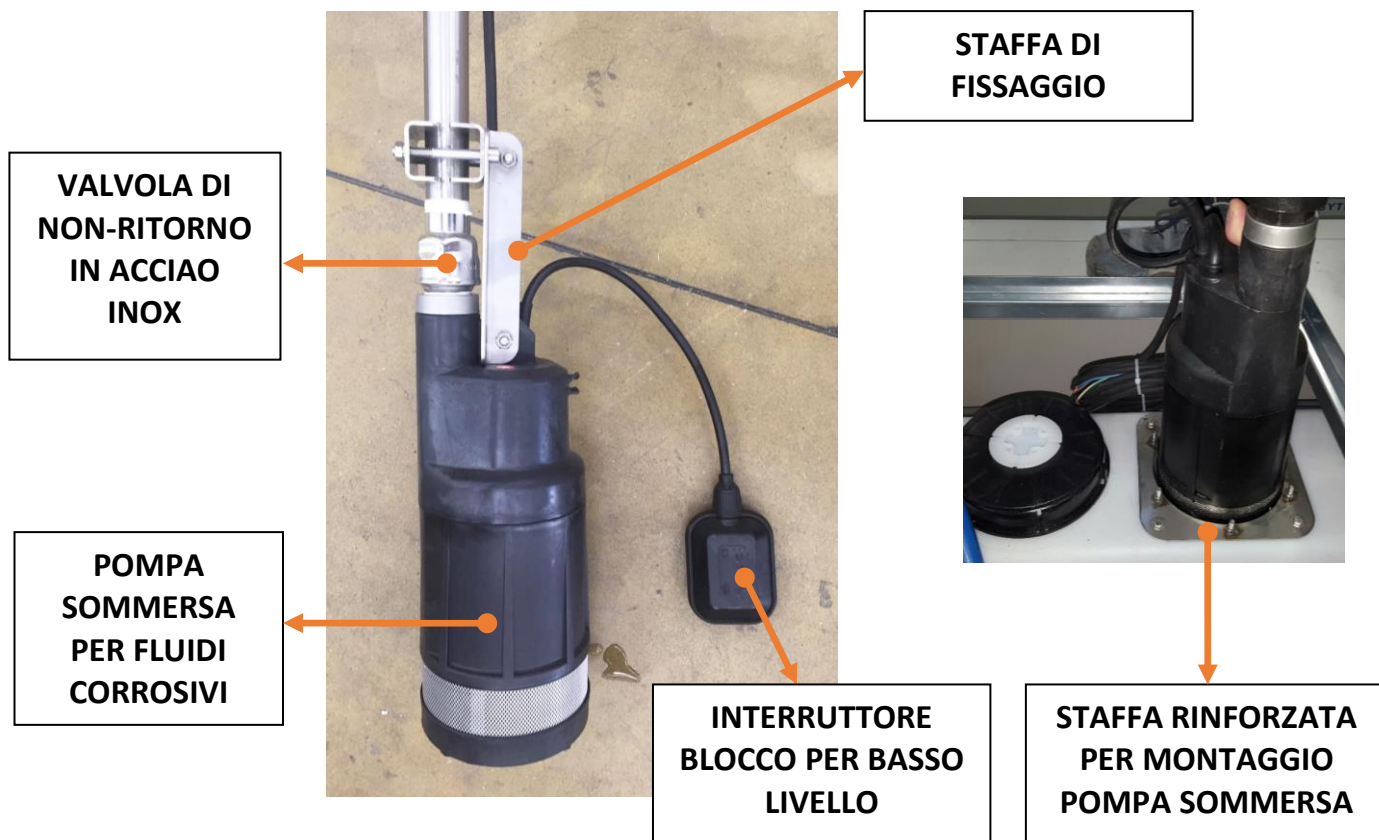 STAFFA DI
FISSAGGIO
VALVOLA DI
NON-RITORNO
IN ACCIAO
INOX
POMPA
SOMMERSA
PER FLUIDI
CORROSIVI
INTERRUTTORE
BLOCCO PER BASSO
LIVELLO
STAFFA RINFORZATA
PER MONTAGGIO
POMPA SOMMERSA